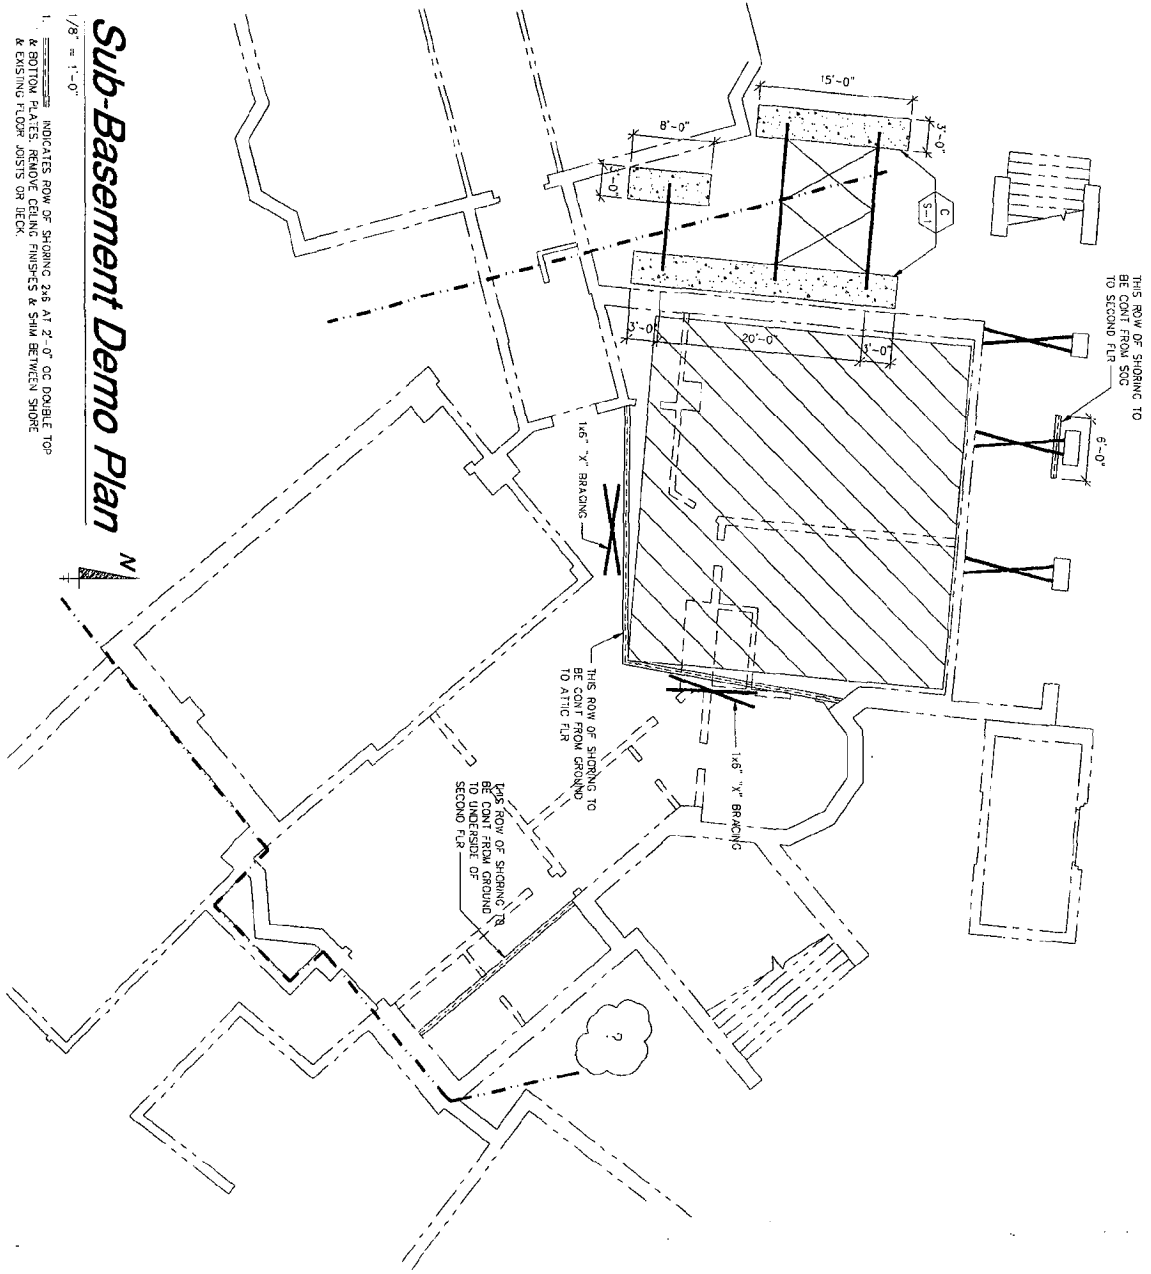 Sub-Basement Demo Plan
N
1/8" = 1'-0"
1. INDICATES ROW OF SHORING 2x6 AT 2'-0" OC DOUBLE TOP
& BOTTOM PLATES. REMOVE CEILING FINISHES & SHIM BETWEEN SHORE
& EXISTING FLOOR JOISTS OR DECK.
THIS ROW OF SHORING TO
BE CONT FROM SOG
TO SECOND FLR
6'-0"
15'-0"
3'-0"
C
S-1
8'-0"
3'-0"
20'-0"
3'-0"
1x6" "X" BRACING
THIS ROW OF SHORING TO
BE CONT FROM GROUND
TO ATTIC FLR
1x6" "X" BRACING
THIS ROW OF SHORING TO
BE CONT FROM GROUND
TO UNDERSIDE OF
SECOND FLR
?